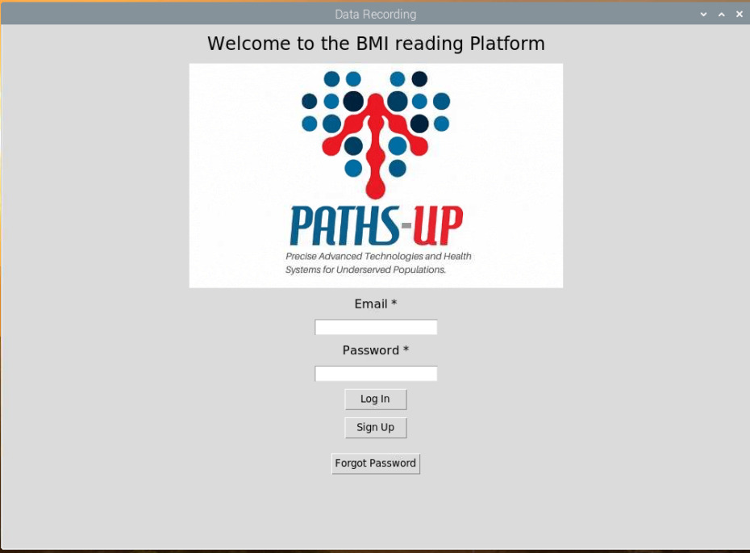 Data Recording
Welcome to the BMI reading Platform
PATHS-UP
Precise Advanced Technologies and Health
Systems for Underserved Populations.
Email *
Password *
Log In
Sign Up
Forgot Password